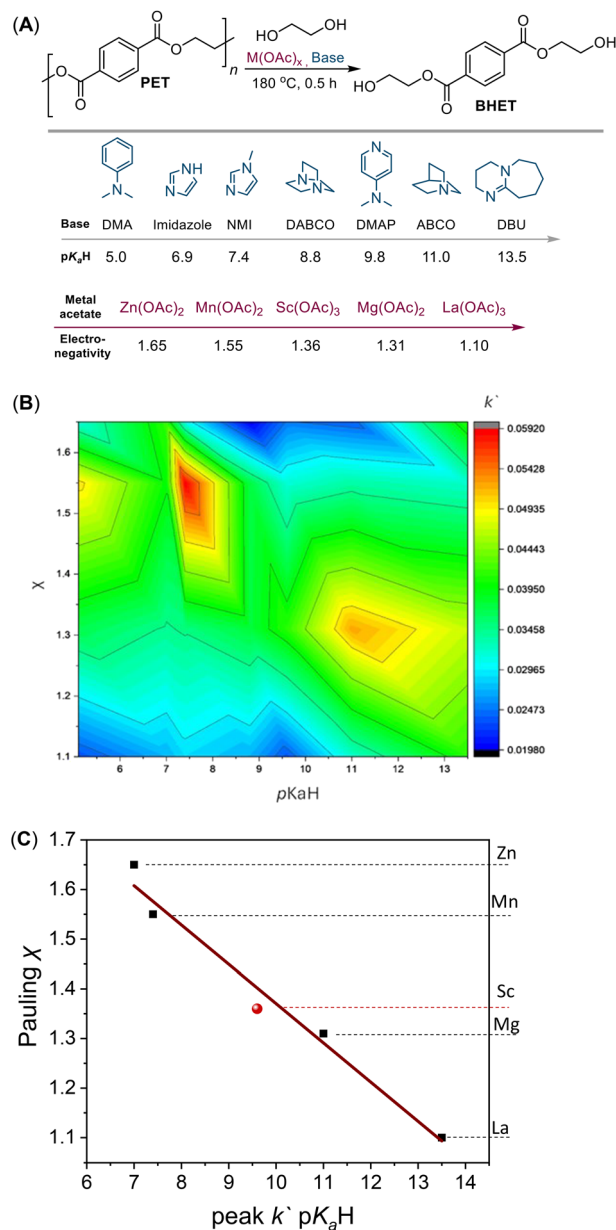 (A)
HO
OH
O
O
O
O
n
PET
M(OAc)x, Base
180 °C, 0.5 h
HO
O
O
O
O
OH
BHET
N
N
NH
N
N
N
N
N
N
N
N
N
Base DMA Imidazole NMI DABCO DMAP ABCO DBU
pKaH 5.0 6.9 7.4 8.8 9.8 11.0 13.5
Metal
acetate
Zn(OAc)2 Mn(OAc)2 Sc(OAc)3 Mg(OAc)2 La(OAc)3
Electro-
negativity
1.65 1.55 1.36 1.31 1.10
(B)
k`
1.6
1.5
1.4
1.3
1.2
1.1
χ
6 7 8 9 10 11 12 13
pKaH
0.05920
0.05428
0.04935
0.04443
0.03950
0.03458
0.02965
0.02473
0.01980
(C)
1.7
1.6
1.5
1.4
1.3
1.2
1.1
Pauling χ
Zn
Mn
Sc
Mg
La
6 7 8 9 10 11 12 13 14
peak k` pKaH